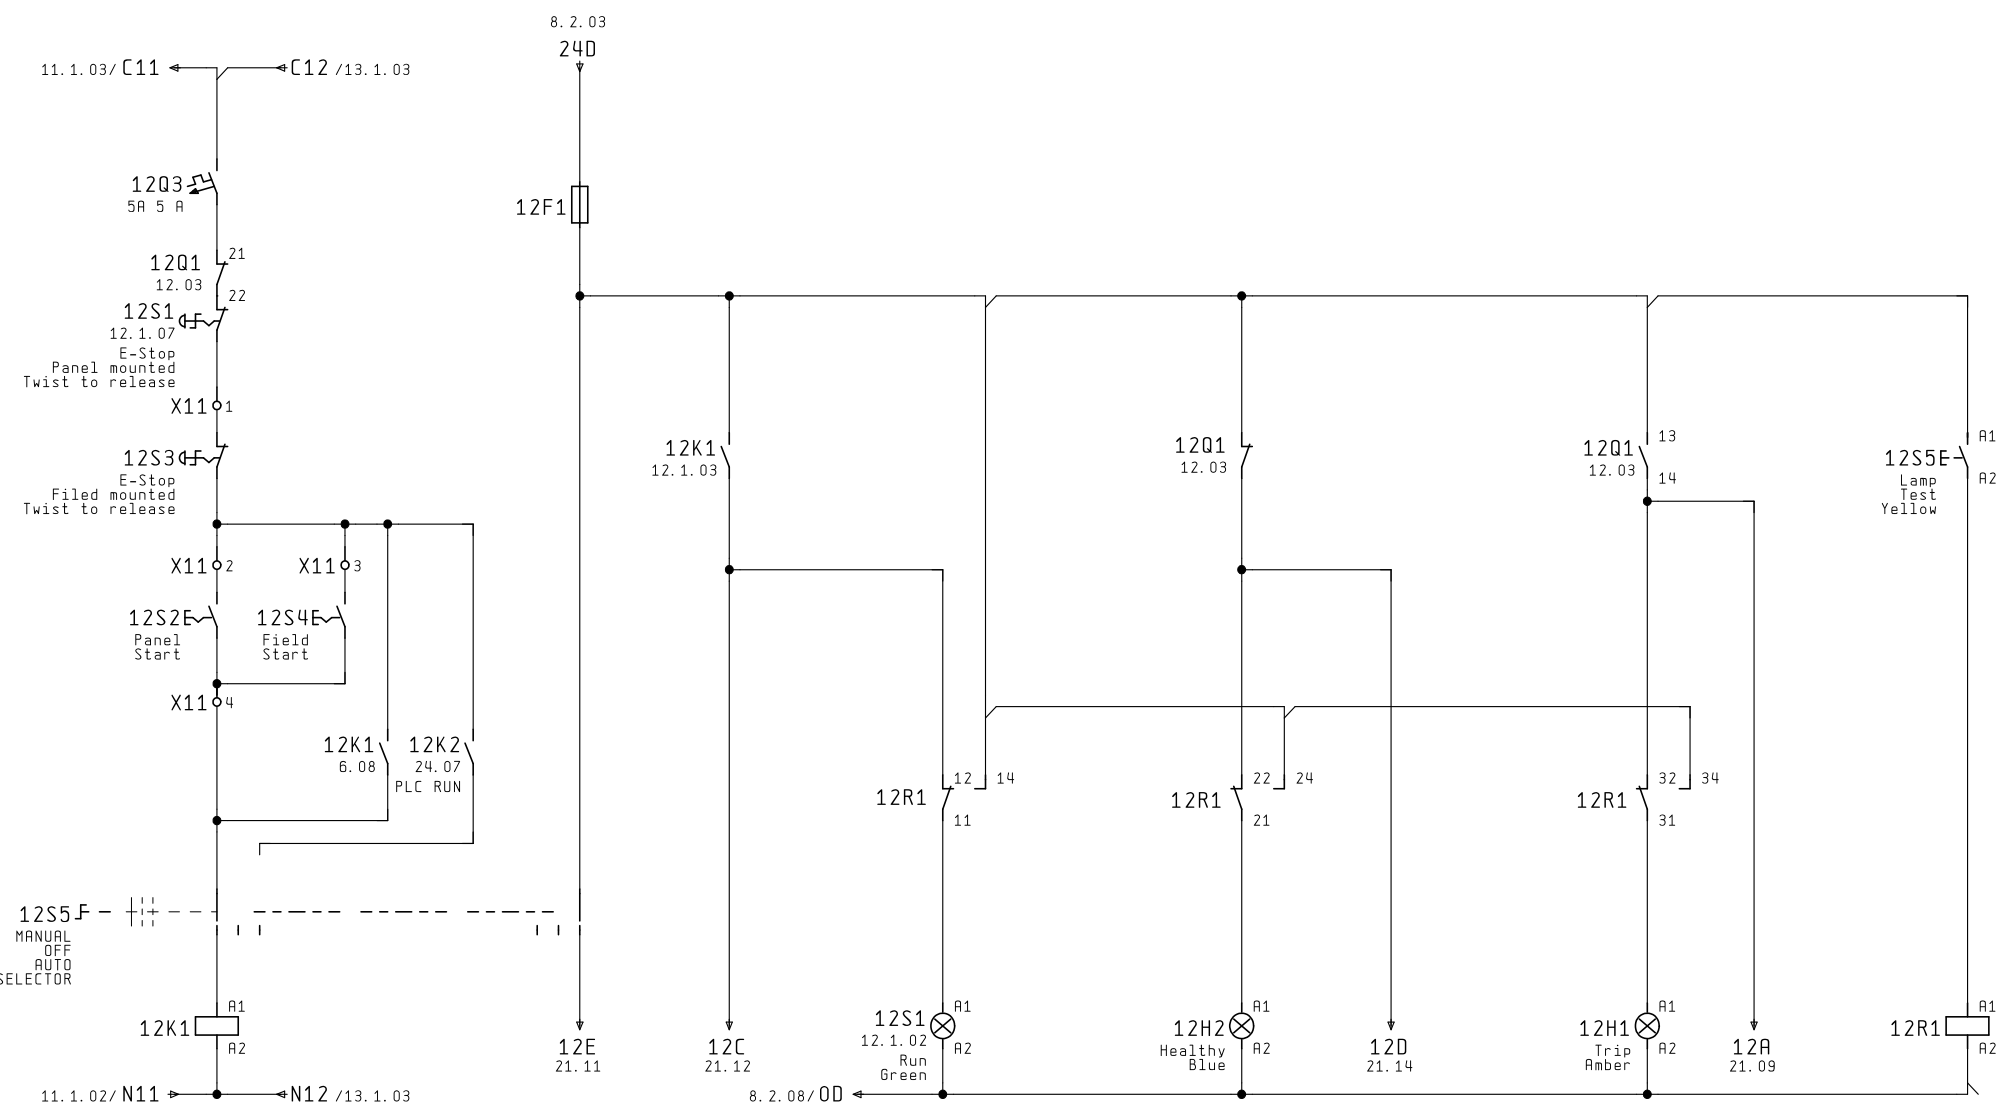 8.2.03
24D
11.1.03/ C11
C12 /13.1.03
12Q3
5A 5 A
12F1
21
12Q1
12.03
22
12S1
12.1.07
E-Stop
Panel mounted
Twist to release
X11 1
12S3
E-Stop
Filed mounted
Twist to release
12K1
12.1.03
12Q1
12.03
13
12Q1
12.03
14
A1
12S5
A2
Lamp
Test
Yellow
X11 2
X11 3
12S2
Panel
Start
12S4
Field
Start
X11 4
12K1
6.08
12K2
24.07
PLC RUN
12 14
12R1
11
22 24
12R1
21
32 34
12R1
31
12S5
MANUAL
OFF
AUTO
SELECTOR
A1
12K1
A2
12E
21.11
12C
21.12
A1
12S1
12.1.02
A2
Run
Green
A1
12H2
A2
Healthy
Blue
12D
21.14
A1
12H1
A2
Trip
Amber
12A
21.09
A1
12R1
A2
11.1.02/ N11
N12 /13.1.03
8.2.08/ 0D